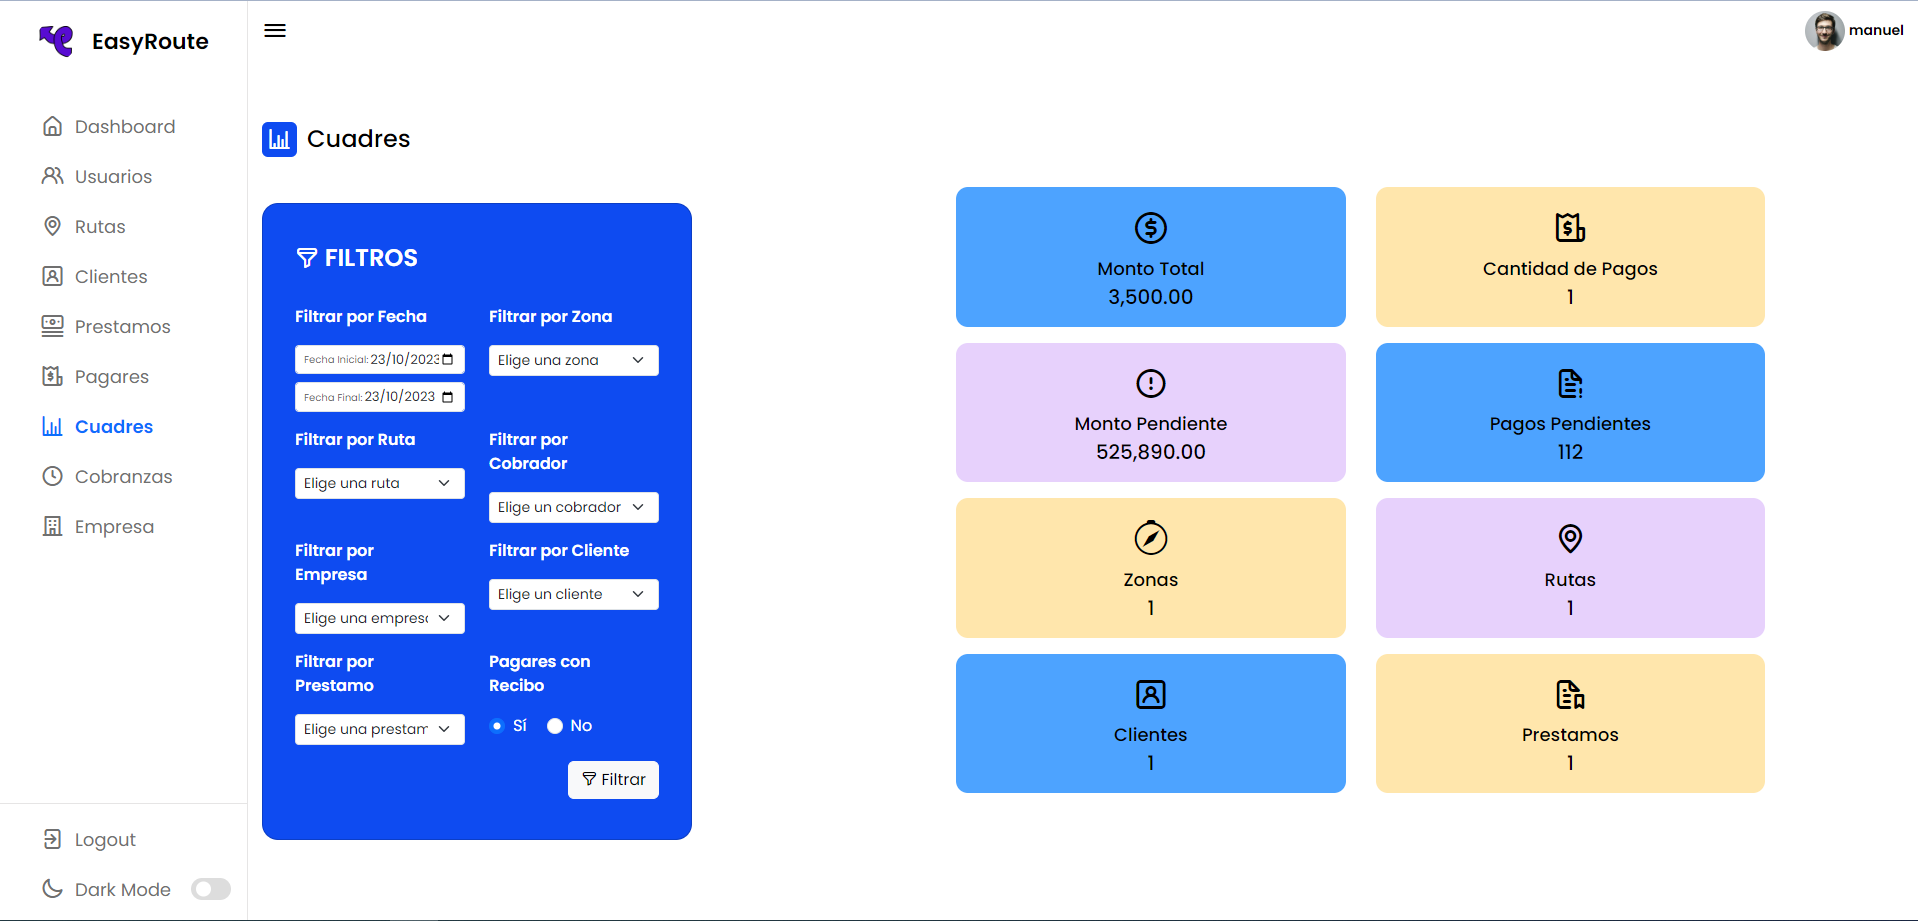 EasyRoute
manuel
Dashboard
Usuarios
Rutas
Clientes
Prestamos
Pagares
Cuadres
Cobranzas
Empresa
Logout
Dark Mode
Cuadres
FILTROS
Filtrar por Fecha
Fecha Inicial: 23/10/2023
Fecha Final: 23/10/2023
Filtrar por Zona
Elige una zona
Filtrar por Ruta
Elige una ruta
Filtrar por
Cobrador
Elige un cobrador
Filtrar por
Empresa
Elige una empresa
Filtrar por Cliente
Elige un cliente
Filtrar por
Prestamo
Elige una prestam
Pagares con
Recibo
Sí No
Filtrar
Monto Total
3,500.00
Cantidad de Pagos
1
Monto Pendiente
525,890.00
Pagos Pendientes
112
Zonas
1
Rutas
1
Clientes
1
Prestamos
1